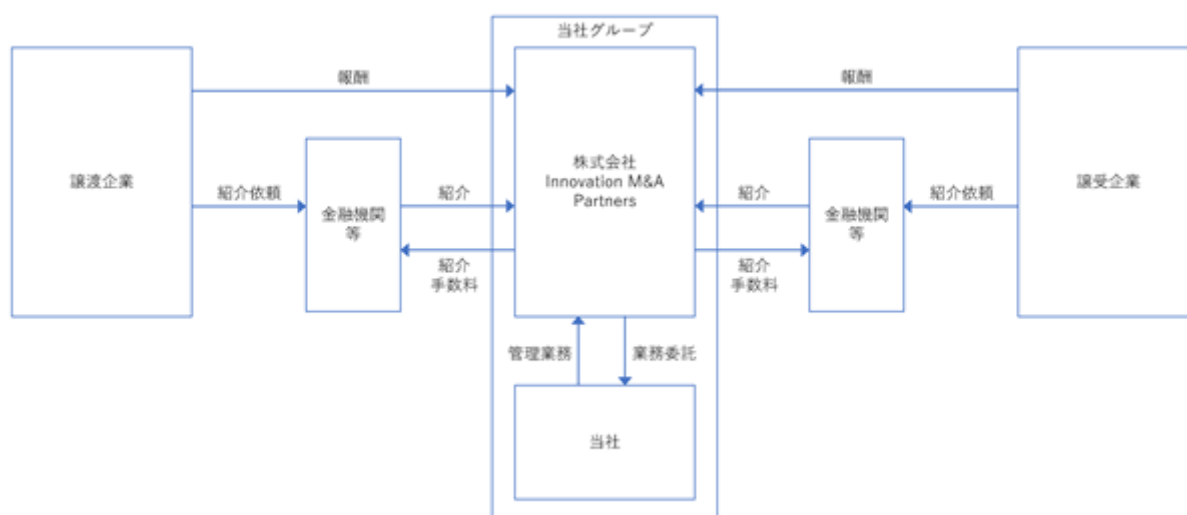 当社グループ
報酬
報酬
譲渡企業
株式会社
Innovation M&A
Partners
譲受企業
紹介依頼
金融機関
等
紹介
紹介
金融機関
等
紹介依頼
紹介
手数料
紹介
手数料
管理業務
業務委託
当社